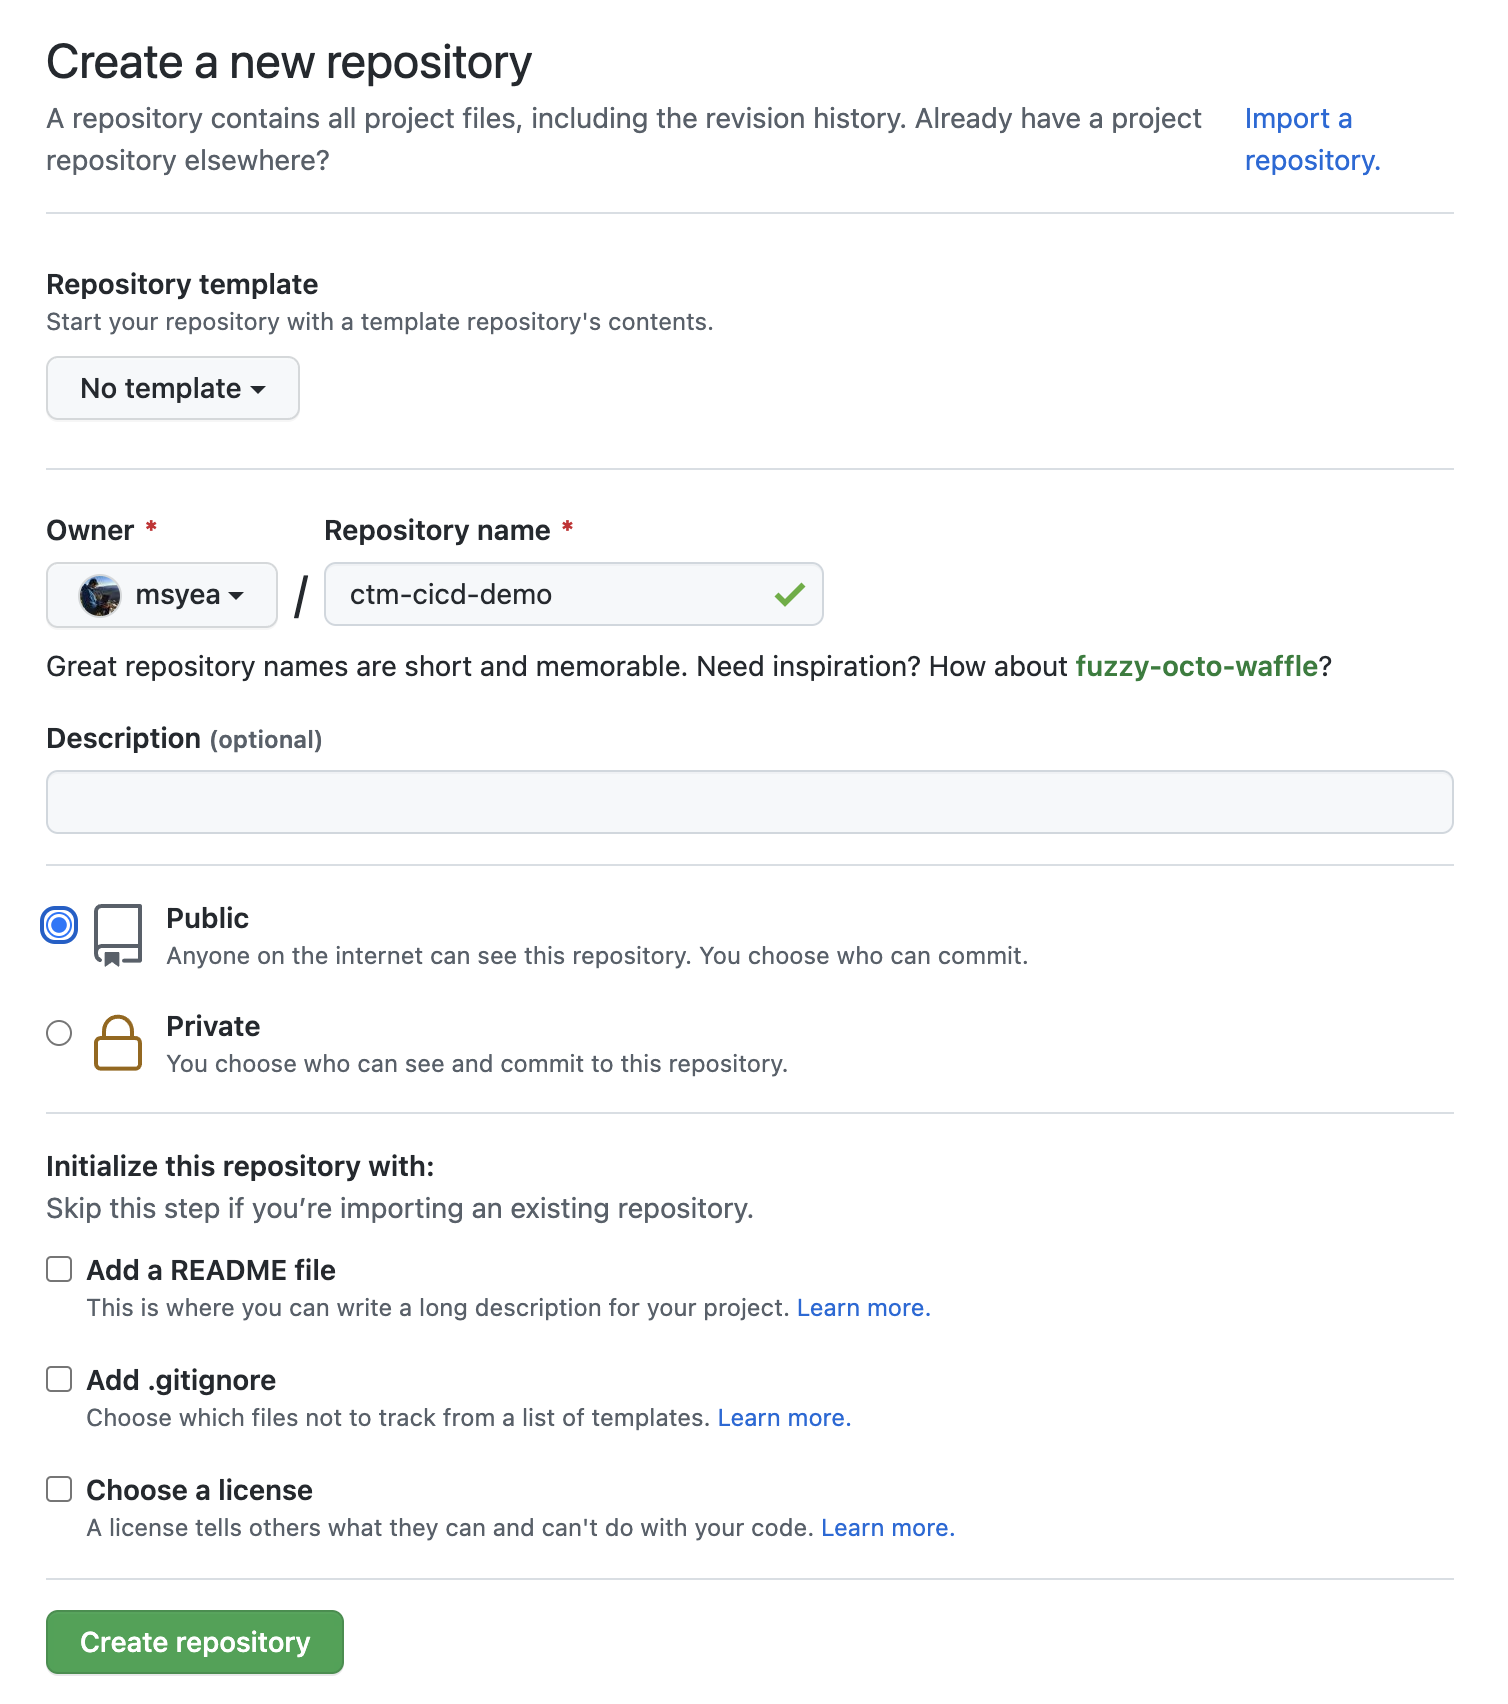 Create a new repository
A repository contains all project files, including the revision history. Already have a project
repository elsewhere?
Import a
repository.
Repository template
Start your repository with a template repository's contents.
No template
Owner *
Repository name *
msyea
/
ctm-cicd-demo
Great repository names are short and memorable. Need inspiration? How about fuzzy-octo-waffle?
Description (optional)
Public
Anyone on the internet can see this repository. You choose who can commit.
Private
You choose who can see and commit to this repository.
Initialize this repository with:
Skip this step if you’re importing an existing repository.
Add a README file
This is where you can write a long description for your project. Learn more.
Add .gitignore
Choose which files not to track from a list of templates. Learn more.
Choose a license
A license tells others what they can and can't do with your code. Learn more.
Create repository